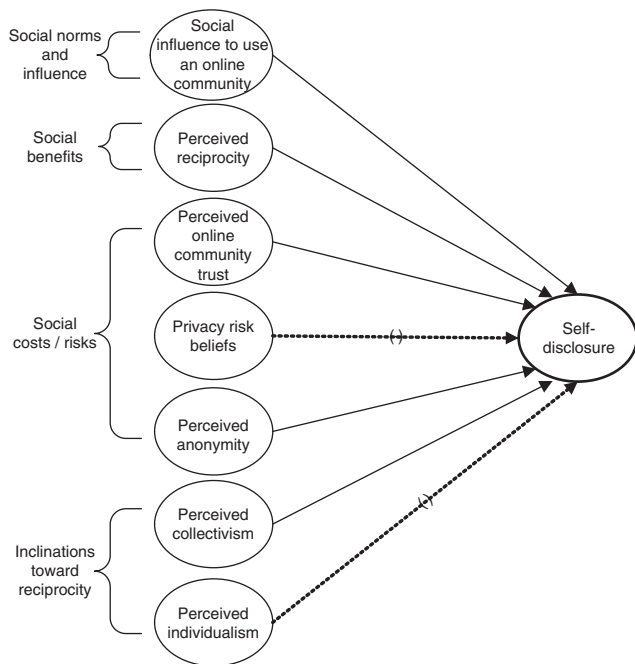 Social norms
and
influence
Social
influence to use
an online
community
Social
benefits
Perceived
reciprocity
Perceived
online
community
trust
Social
costs / risks
Privacy risk
beliefs
(-)
Self-
disclosure
Perceived
anonymity
Perceived
collectivism
(-)
Inclinations
toward
reciprocity
Perceived
individualism